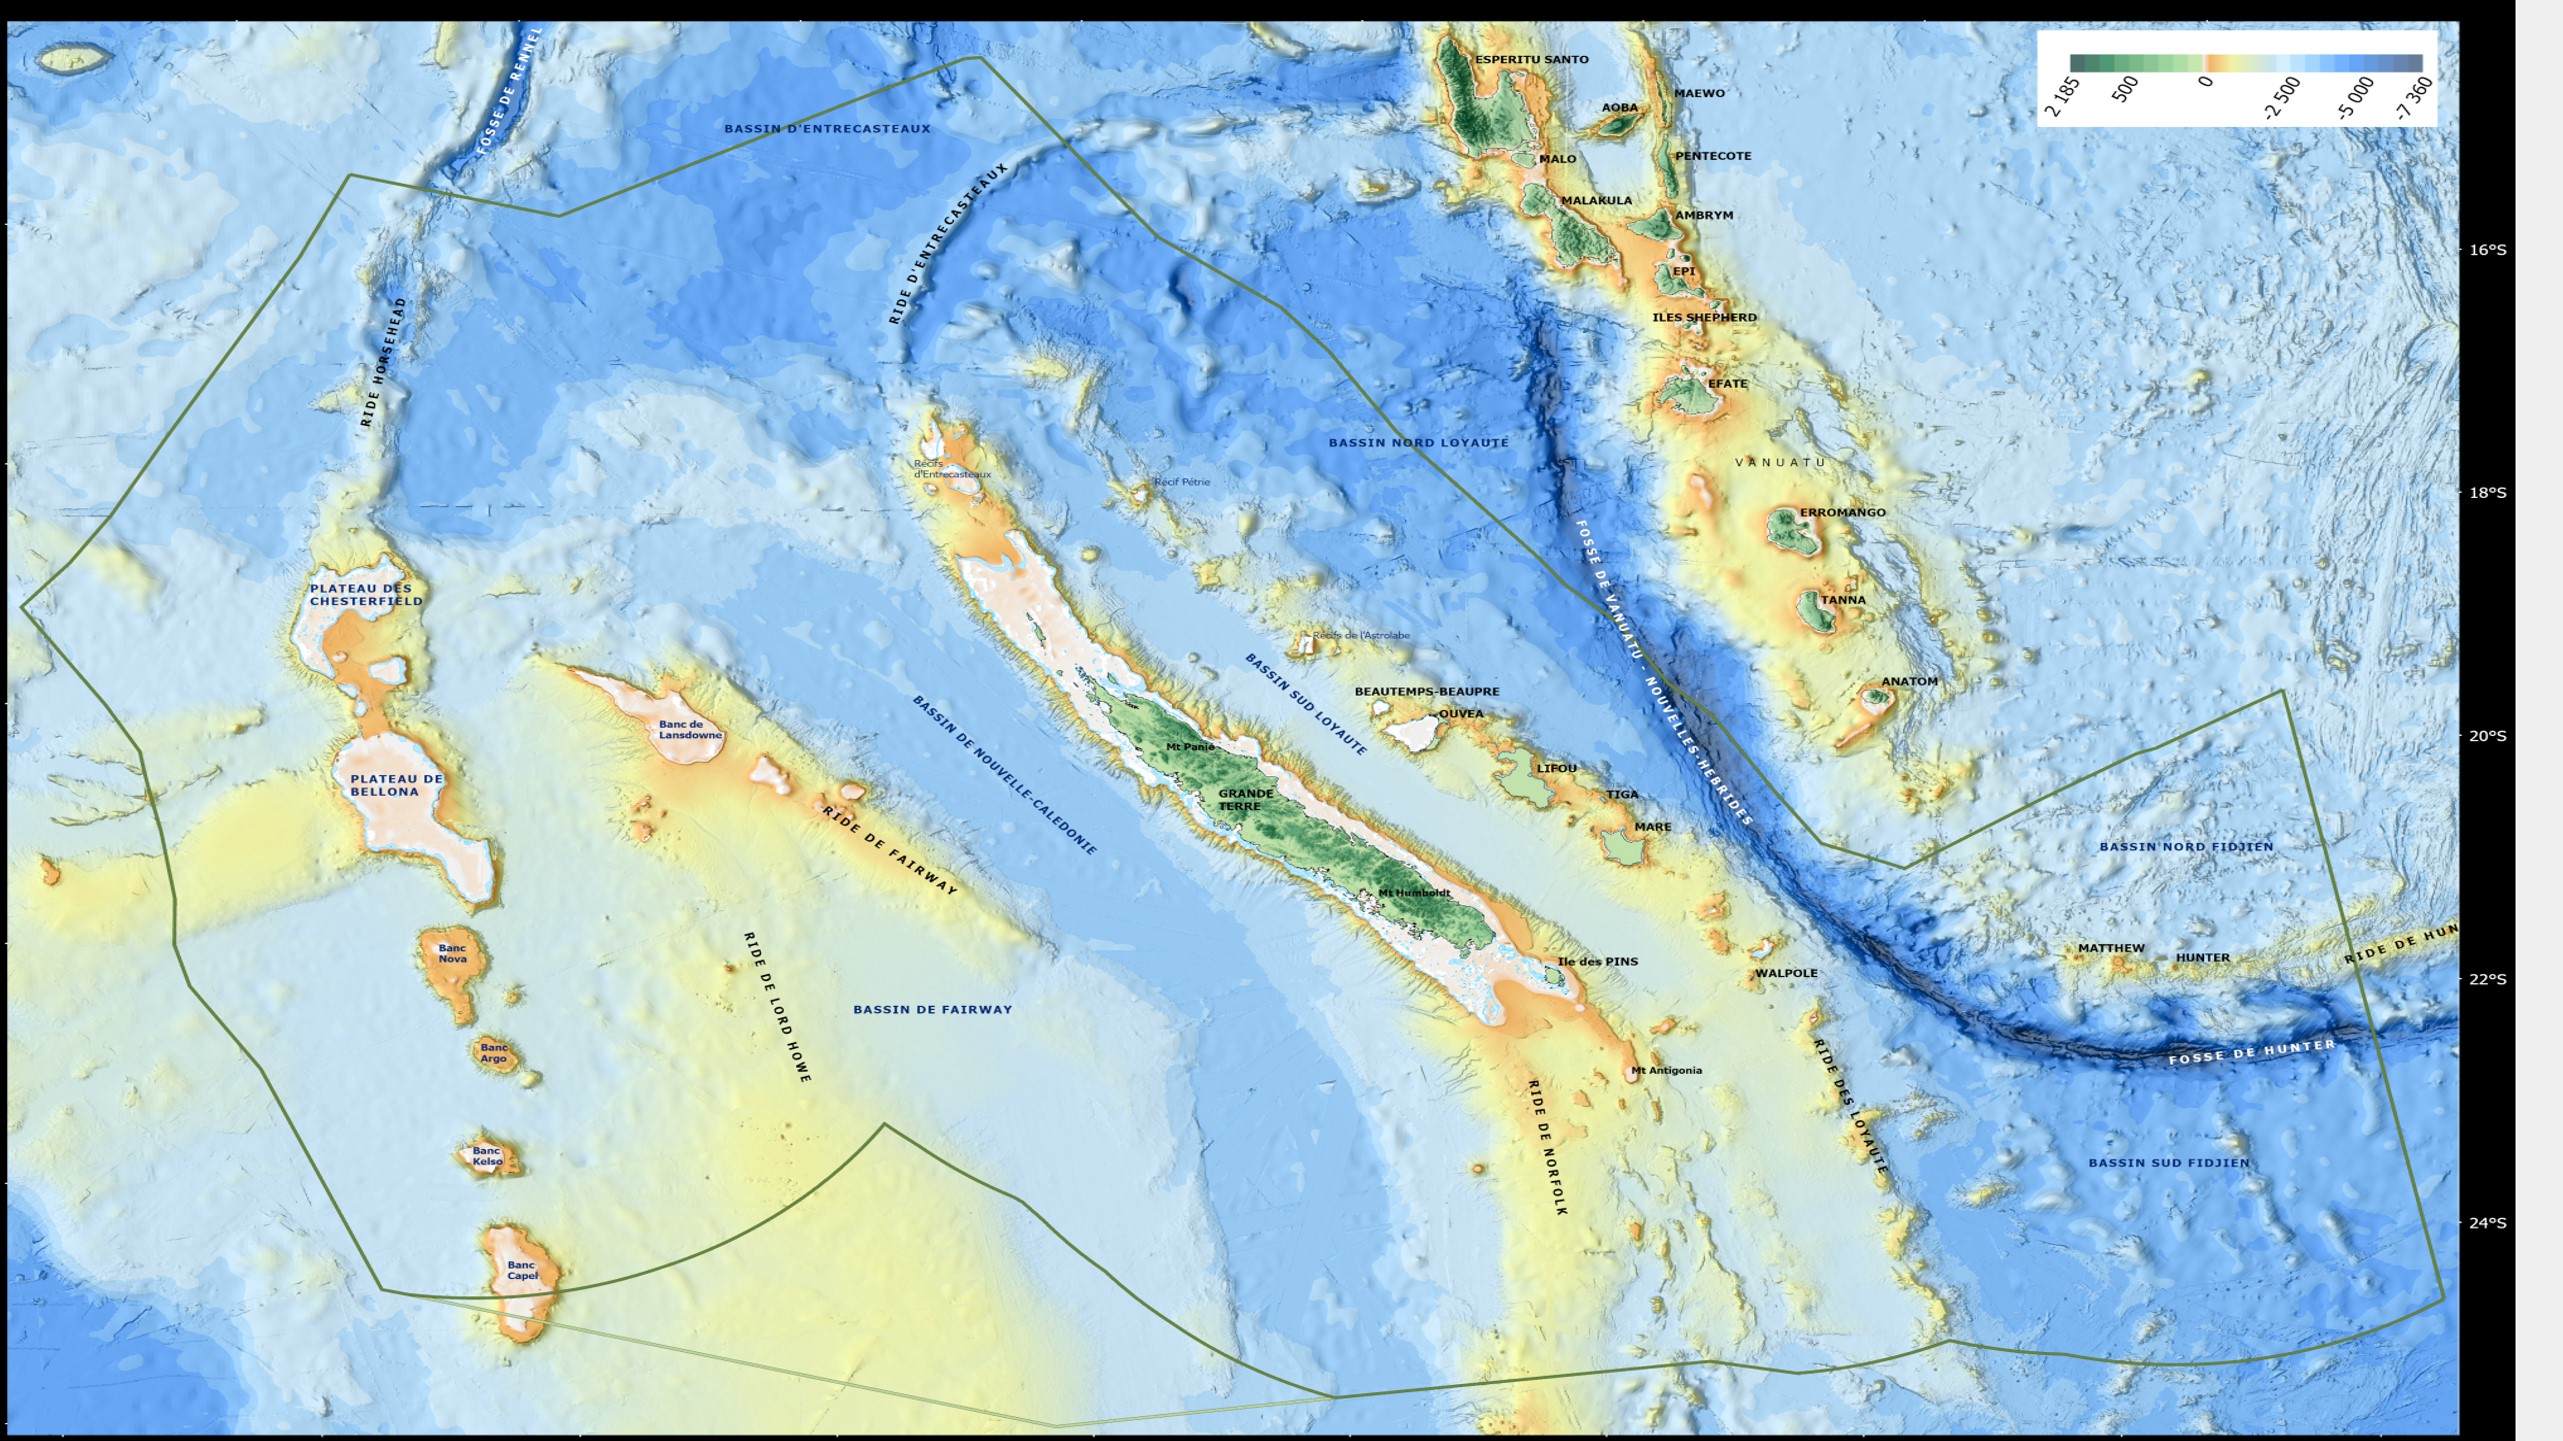 FOSSE DE RENNEL
ESPERITU SANTO
MAEWO
AOBA
2 185
500
0
-2 500
-5 000
-7 360
BASSIN D'ENTRECASTEAUX
MALO
PENTECOTE
RIDE D'ENTRECASTEAUX
MALAKULA
AMBRYM
16°S
EPI
RIDE HORSEHEAD
ILES SHEPHERD
EFATE
BASSIN NORD LOYAUTE
VANUATU
Récifs
d'Entrecasteaux
Récif Pétrie
18°S
ERROMANGO
FOSSE DE VANUATU - NOUVELLES-HEBRIDES
PLATEAU DES
CHESTERFIELD
TANNA
Récifs de l'Astrolabe
BASSIN SUD LOYAUTE
ANATOM
BEAUTEMPS-BEAUPRE
OUVEA
BASSIN DE NOUVELLE-CALEDONIE
Banc de
Lansdowne
20°S
Mt Panié
LIFOU
PLATEAU DE
BELLONA
GRANDE
TERRE
TIGA
RIDE DE FAIRWAY
MARE
BASSIN NORD FIDJIEN
Mt Humboldt
RIDE DE LORD HOWE
Banc
Nova
MATTHEW
HUNTER
RIDE DE HUN
Ile des PINS
WALPOLE
22°S
BASSIN DE FAIRWAY
Banc
Argo
FOSSE DE HUNTER
RIDE DES LOYAUTE
Mt Antigonia
RIDE DE NORFOLK
Banc
Kelso
BASSIN SUD FIDJIEN
24°S
Banc
Capel